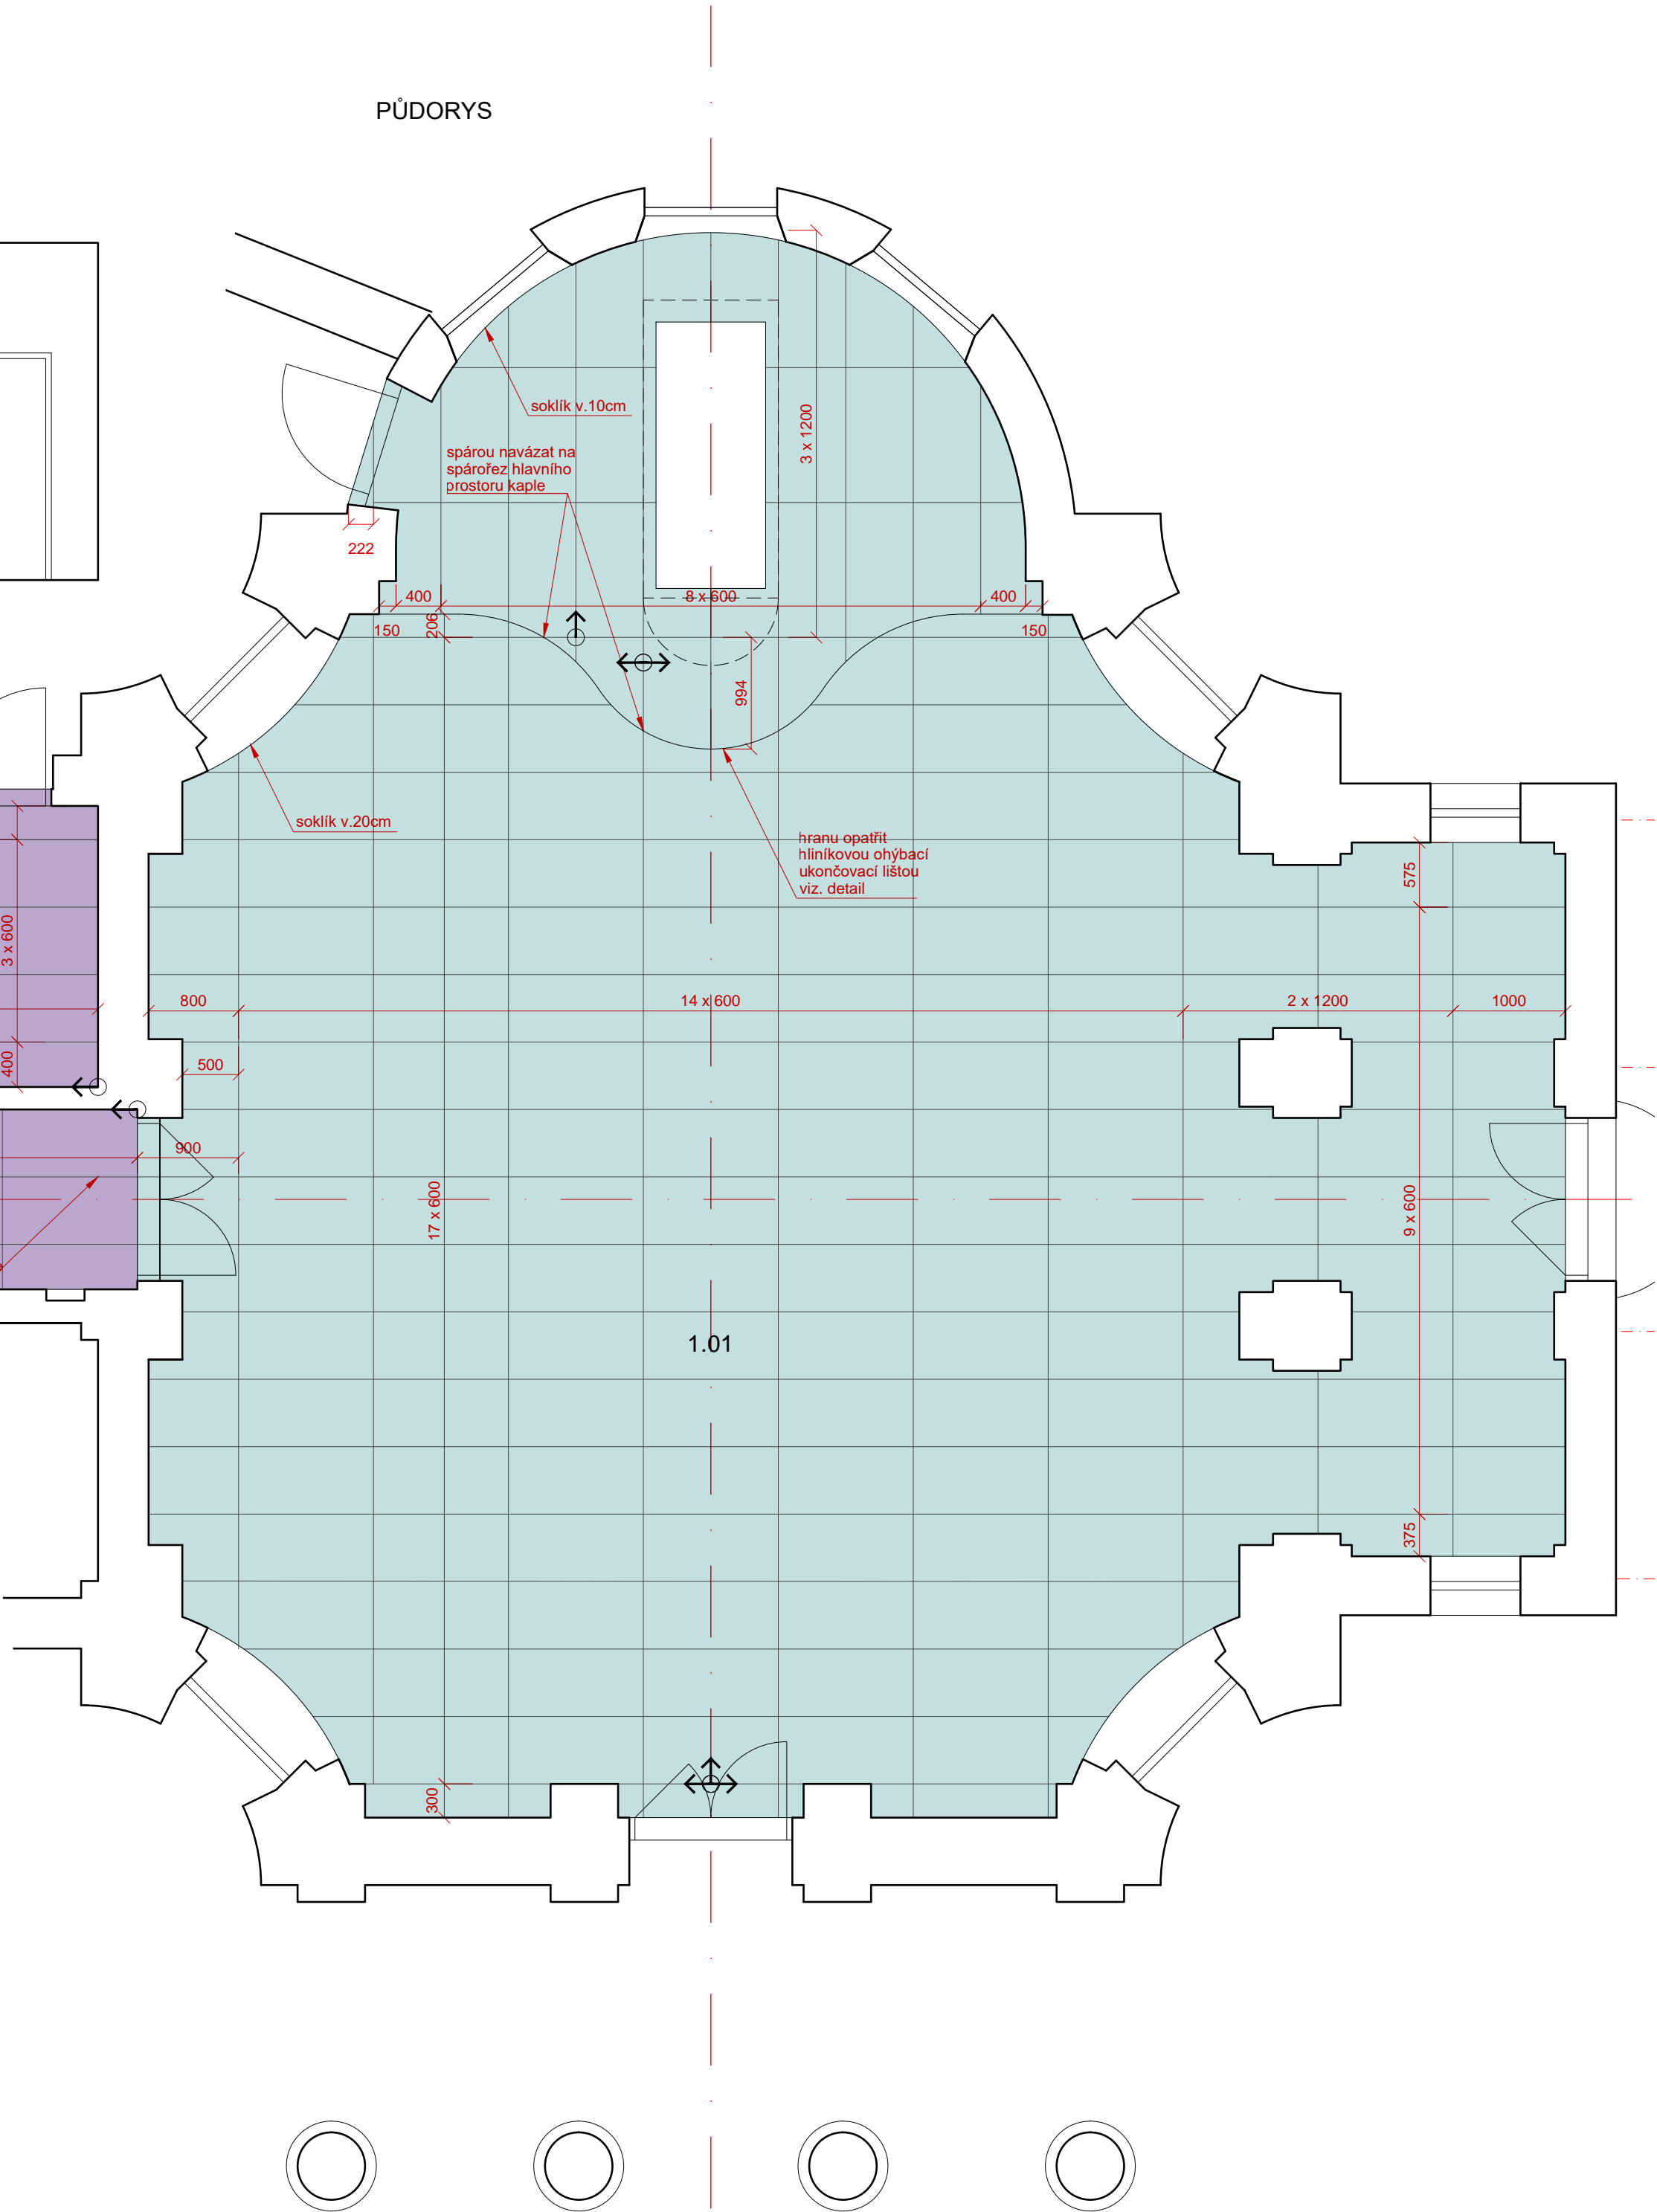 PŮDORYS
soklík v.10cm
spárou navázat na
spárořez hlavního
prostoru kaple
3 x 1200
222
400
8 x 600
400
150
206
150
994
soklík v.20cm
hranu opatřit
hliníkovou ohýbací
ukončovací lištou
viz. detail
575
3 x 600
800
14 x 600
2 x 1200
1000
400
500
900
17 x 600
9 x 600
1.01
375
300